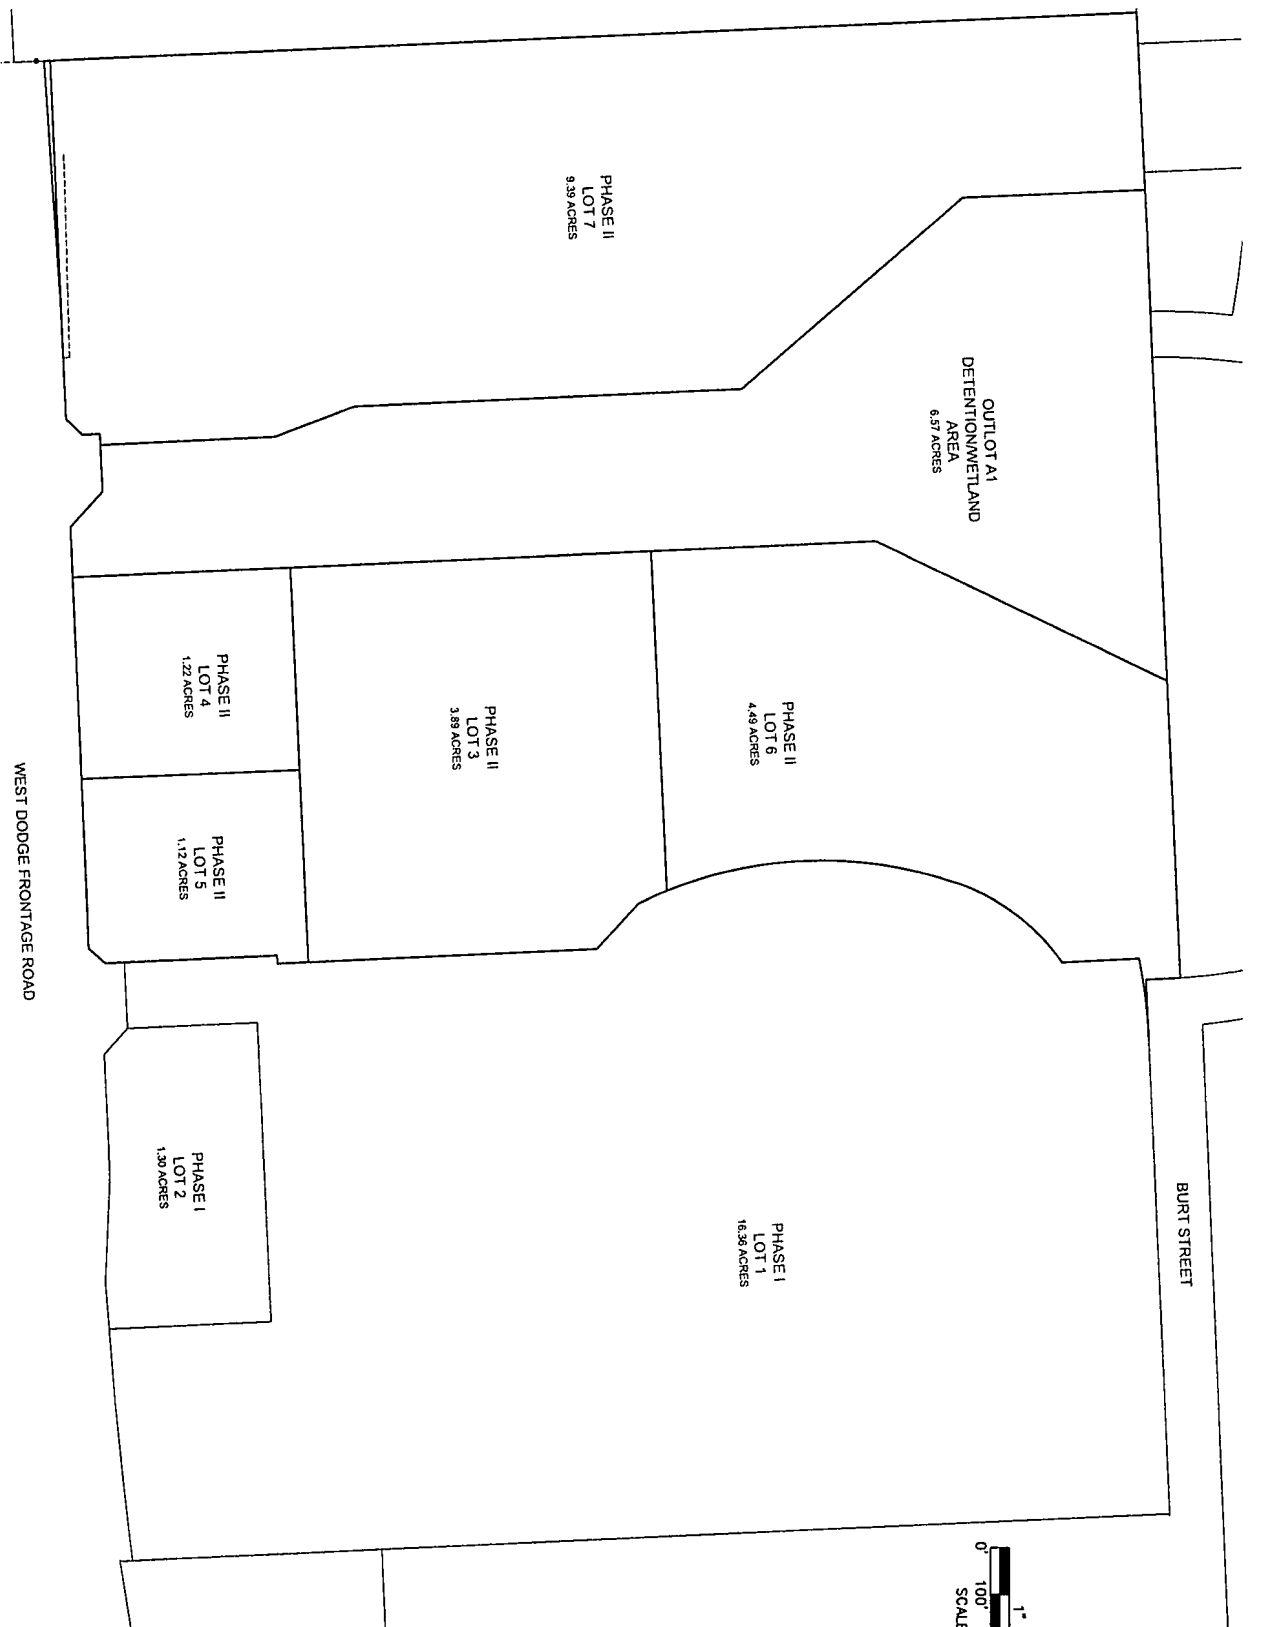 PHASE II
LOT 7
9.39 ACRES
OUTLOT A1
DETENTION/WETLAND
AREA
6.57 ACRES
PHASE II
LOT 4
1.22 ACRES
PHASE II
LOT 3
3.89 ACRES
PHASE II
LOT 6
4.49 ACRES
PHASE II
LOT 5
1.12 ACRES
WEST DODGE FRONTAGE ROAD
PHASE I
LOT 2
1.30 ACRES
PHASE I
LOT 1
16.36 ACRES
BURT STREET
1"
0' 100'
SCALE